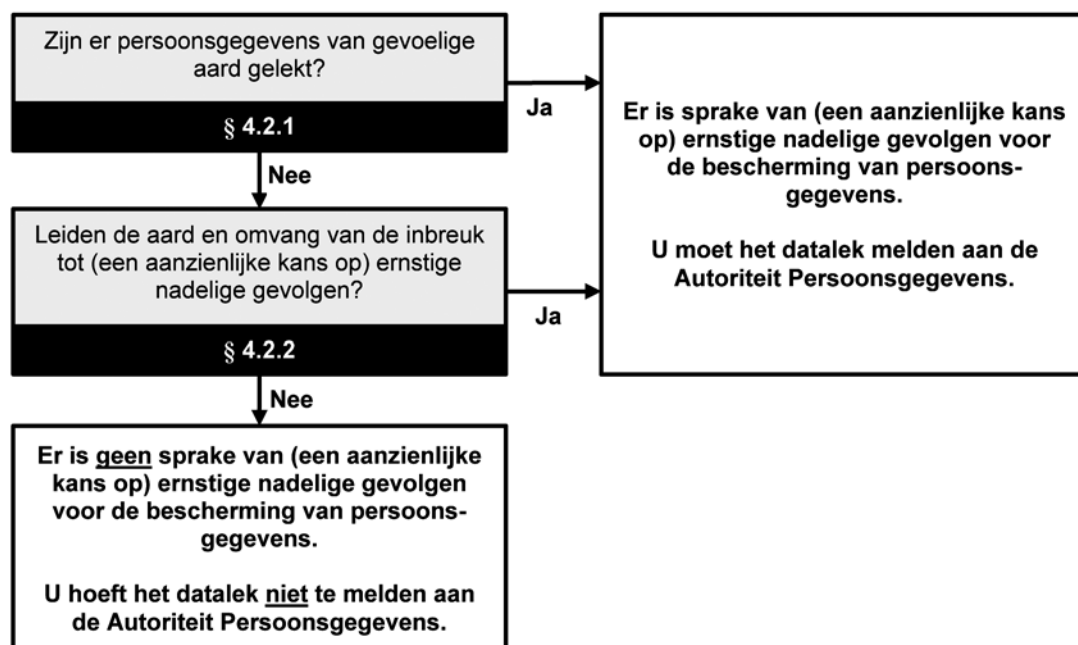 Zijn er persoonsgegevens van gevoelige
aard gelekt?
§ 4.2.1
Ja
Nee
Leiden de aard en omvang van de inbreuk
tot (een aanzienlijke kans op) ernstige
nadelige gevolgen?
§ 4.2.2
Ja
Nee
Er is sprake van (een aanzienlijke kans
op) ernstige nadelige gevolgen voor
de bescherming van persoons-
gegevens.
U moet het datalek melden aan de
Autoriteit Persoonsgegevens.
Er is geen sprake van (een aanzienlijke
kans op) ernstige nadelige gevolgen
voor de bescherming van persoons-
gegevens.
U hoeft het datalek niet te melden aan
de Autoriteit Persoonsgegevens.